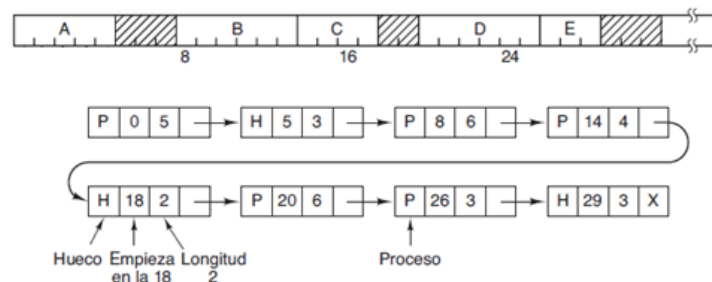 A B C D E
8 16 24
P 0 5 H 5 3 P 8 6 P 14 4
H 18 2 P 20 6 P 26 3 H 29 3 X
Hueco Empieza Longitud Proceso
en la 18 2